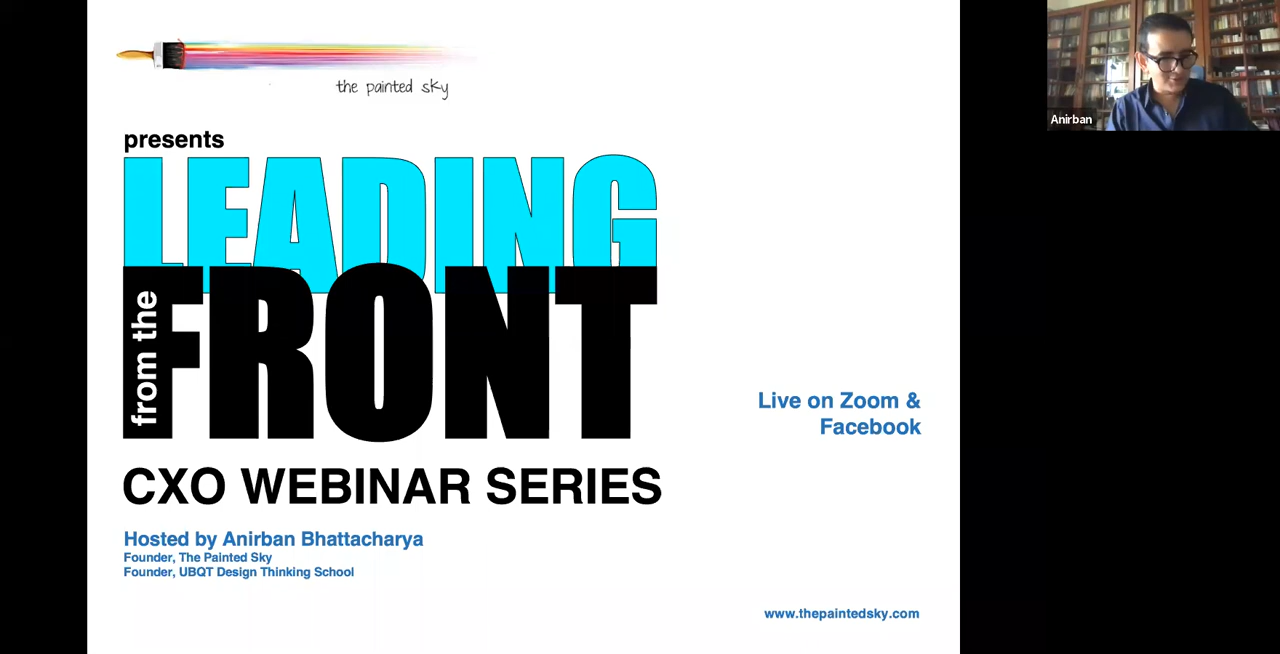 the painted sky
presents
LEADING
from the
FRONT
CXO WEBINAR SERIES
Hosted by Anirban Bhattacharya
Founder, The Painted Sky
Founder, UBQT Design Thinking School
Live on Zoom &
Facebook
www.thepaintedsky.com
Anirban